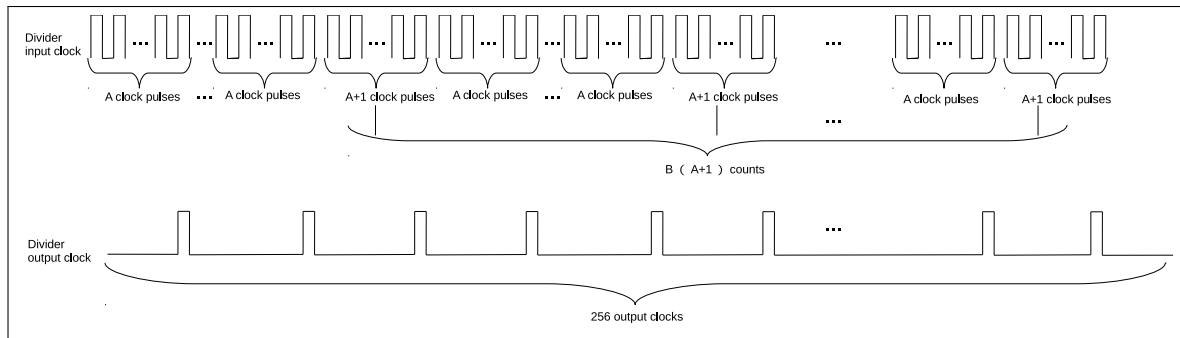 Divider
input clock
... ... ... ... ... ... ... ... ... ... ...
A clock pulses ... A clock pulses A+1 clock pulses A clock pulses ... A clock pulses A+1 clock pulses A clock pulses A+1 clock pulses
...
B ( A+1 ) counts
Divider
output clock
...
256 output clocks